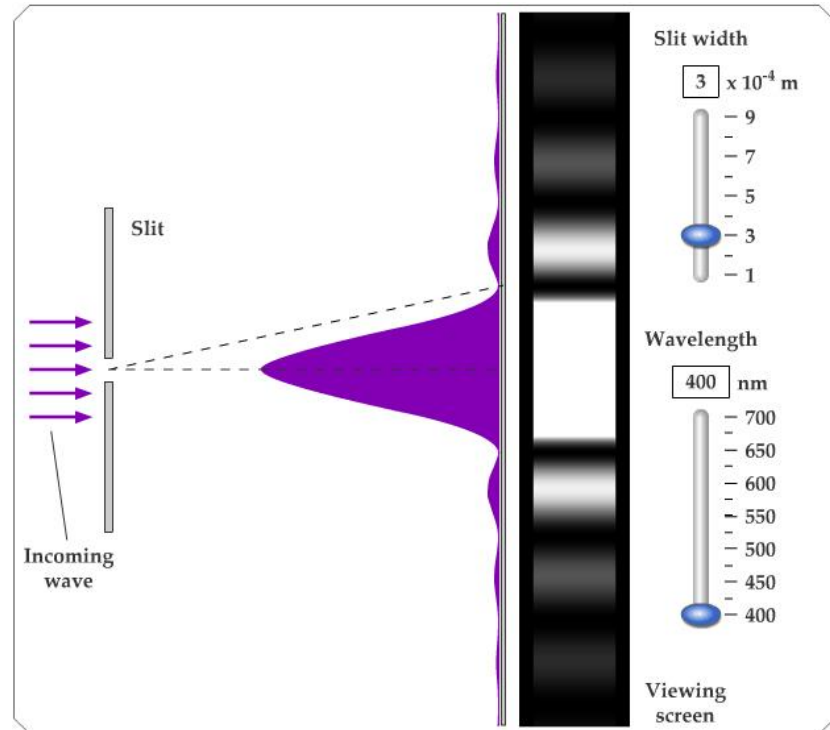 Slit width
3 x 10⁻⁴ m
9
7
5
3
1
Slit
Wavelength
400 nm
700
650
600
550
500
450
400
Incoming
wave
Viewing
screen